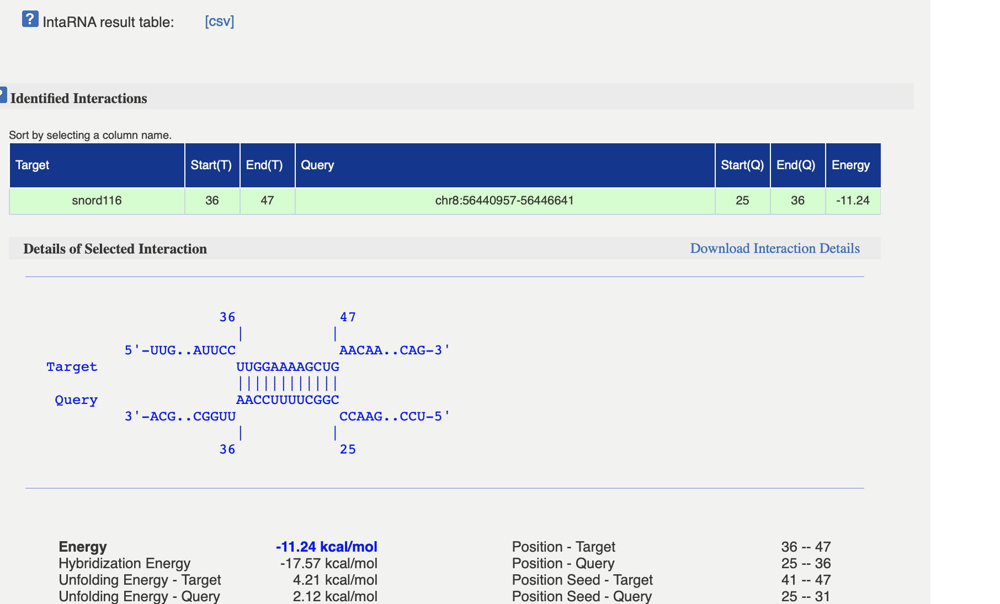 ? IntaRNA result table: [csv]
? Identified Interactions
Sort by selecting a column name.
Target Start(T) End(T) Query Start(Q) End(Q) Energy
snord116 36 47 chr8:56440957-56446641 25 36 -11.24
Details of Selected Interaction Download Interaction Details
36 47
| |
5'-UUG..AUUCC AACAA..CAG-3'
Target UUGGAAAAGCUG
||||||||||||
Query AACCUUUUCGGC
3'-ACG..CGGUU CCAAG..CCU-5'
| |
36 25
Energy -11.24 kcal/mol Position - Target 36 -- 47
Hybridization Energy -17.57 kcal/mol Position - Query 25 -- 36
Unfolding Energy - Target 4.21 kcal/mol Position Seed - Target 41 -- 47
Unfolding Energy - Query 2.12 kcal/mol Position Seed - Query 25 -- 31